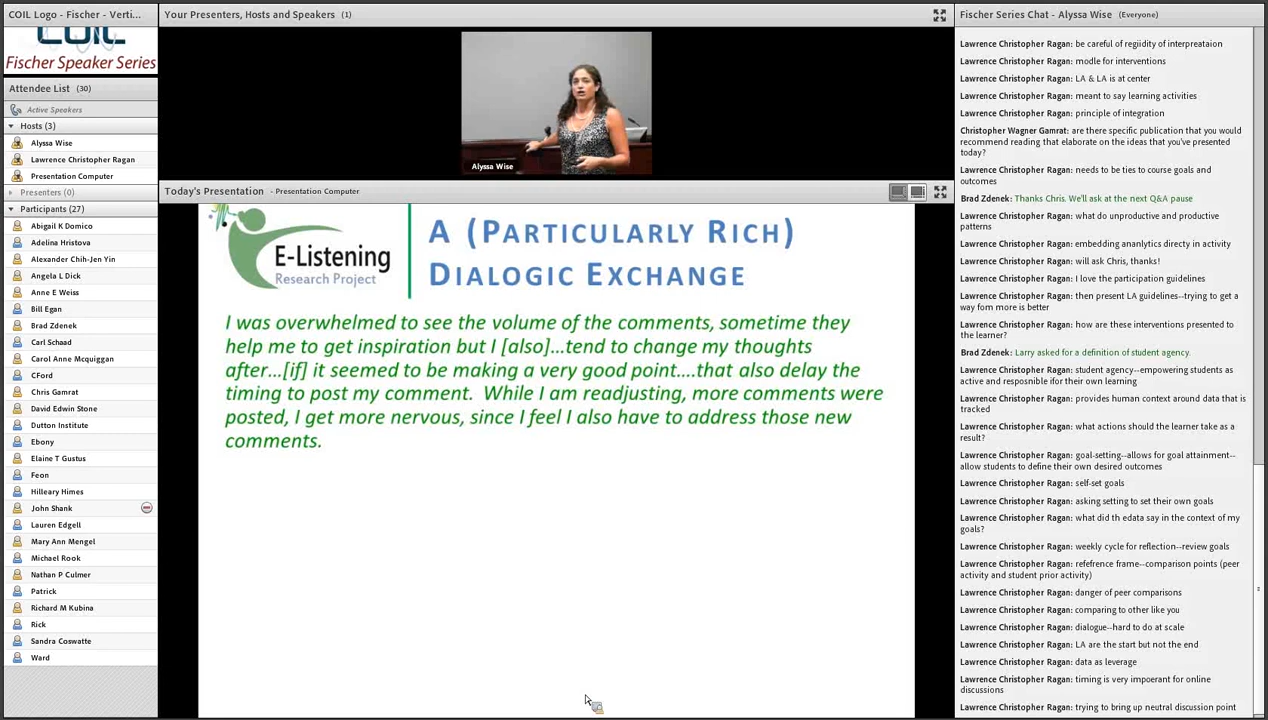 COIL Logo - Fischer - Verti...
COIL
Fischer Speaker Series
Attendee List (30)
Active Speakers
Hosts (3)
Alyssa Wise
Lawrence Christopher Ragan
Presentation Computer
Presenters (0)
Participants (27)
Abigail K Domico
Adelina Hristova
Alexander Chih-Jen Yin
Angela L Dick
Anne E Weiss
Bill Egan
Brad Zdenek
Carl Schaad
Carol Anne Mcquiggan
CFord
Chris Gamrat
David Edwin Stone
Dutton Institute
Ebony
Elaine T Gustus
Feon
Hilleary Himes
John Shank
Lauren Edgell
Mary Ann Mengel
Michael Rook
Nathan P Culmer
Patrick
Richard M Kubina
Rick
Sandra Coswatte
Ward
Your Presenters, Hosts and Speakers (1)
Alyssa Wise
Today's Presentation - Presentation Computer
E-Listening
Research Project
A (Particularly Rich)
Dialogic Exchange
I was overwhelmed to see the volume of the comments, sometime they
help me to get inspiration but I [also]...tend to change my thoughts
after...[if] it seemed to be making a very good point....that also delay the
timing to post my comment. While I am readjusting, more comments were
posted, I get more nervous, since I feel I also have to address those new
comments.
Fischer Series Chat - Alyssa Wise (Everyone)
Lawrence Christopher Ragan: be careful of regiidity of interpreataion
Lawrence Christopher Ragan: modle for interventions
Lawrence Christopher Ragan: LA & LA is at center
Lawrence Christopher Ragan: meant to say learning activities
Lawrence Christopher Ragan: principle of integration
Christopher Wagner Gamrat: are there specific publication that you would
recommend reading that elaborate on the ideas that you've presented
today?
Lawrence Christopher Ragan: needs to be ties to course goals and
outcomes
Brad Zdenek: Thanks Chris. We'll ask at the next Q&A pause
Lawrence Christopher Ragan: what do unproductive and productive
patterns
Lawrence Christopher Ragan: embedding ananlytics directy in activity
Lawrence Christopher Ragan: will ask Chris, thanks!
Lawrence Christopher Ragan: I love the participation guidelines
Lawrence Christopher Ragan: then present LA guidelines--trying to get a
way fom more is better
Lawrence Christopher Ragan: how are these interventions presented to
the learner?
Brad Zdenek: Larry asked for a definition of student agency.
Lawrence Christopher Ragan: student agency--empowering students as
active and resposnible ifor their own learning
Lawrence Christopher Ragan: provides human context around data that is
tracked
Lawrence Christopher Ragan: what actions should the learner take as a
result?
Lawrence Christopher Ragan: goal-setting--allows for goal attainment--
allow students to define their own desired outcomes
Lawrence Christopher Ragan: self-set goals
Lawrence Christopher Ragan: asking setting to set their own goals
Lawrence Christopher Ragan: what did th edata say in the context of my
goals?
Lawrence Christopher Ragan: weekly cycle for reflection--review goals
Lawrence Christopher Ragan: refefrence frame--comparison points (peer
activity and student prior activity)
Lawrence Christopher Ragan: danger of peer comparisons
Lawrence Christopher Ragan: comparing to other like you
Lawrence Christopher Ragan: dialogue--hard to do at scale
Lawrence Christopher Ragan: LA are the start but not the end
Lawrence Christopher Ragan: data as leverage
Lawrence Christopher Ragan: timing is very impoerant for online
discussions
Lawrence Christopher Ragan: trying to bring up neutral discussion point